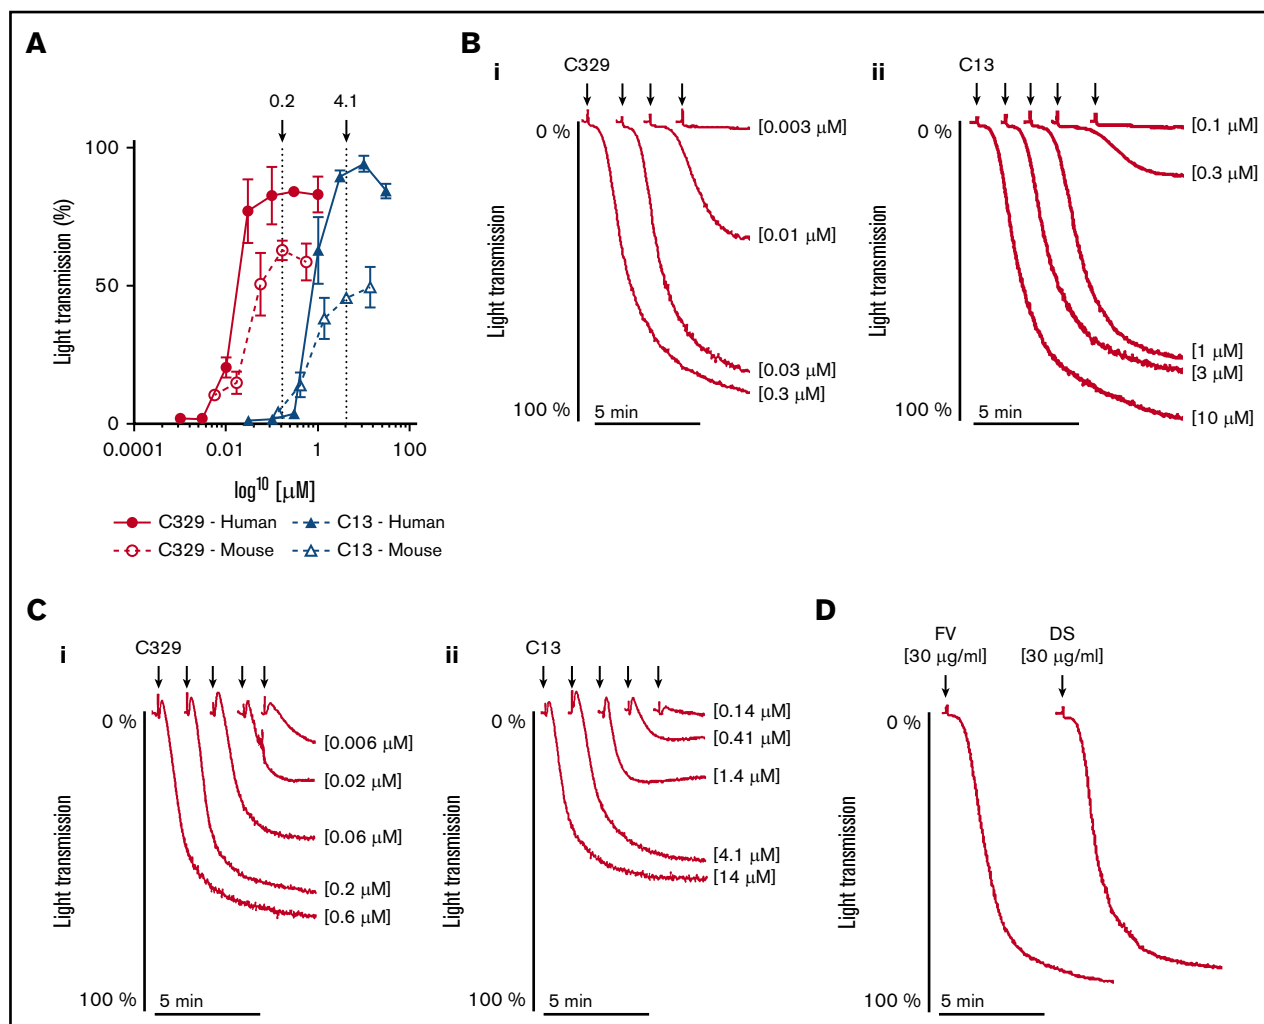 A
0.2
4.1
100
50
0
Light transmission (%)
0.0001
0.01
1
100
log10 [µM]
C329 - Human
C13 - Human
C329 - Mouse
C13 - Mouse
B
i
C329
0 %
100 %
Light transmission
5 min
[0.003 µM]
[0.01 µM]
[0.03 µM]
[0.3 µM]
ii
C13
0 %
100 %
Light transmission
5 min
[0.1 µM]
[0.3 µM]
[1 µM]
[3 µM]
[10 µM]
C
i
C329
0 %
100 %
Light transmission
5 min
[0.006 µM]
[0.02 µM]
[0.06 µM]
[0.2 µM]
[0.6 µM]
ii
C13
5 min
[0.14 µM]
[0.41 µM]
[1.4 µM]
[4.1 µM]
[14 µM]
D
FV
[30 µg/ml]
DS
[30 µg/ml]
0 %
100 %
Light transmission
5 min